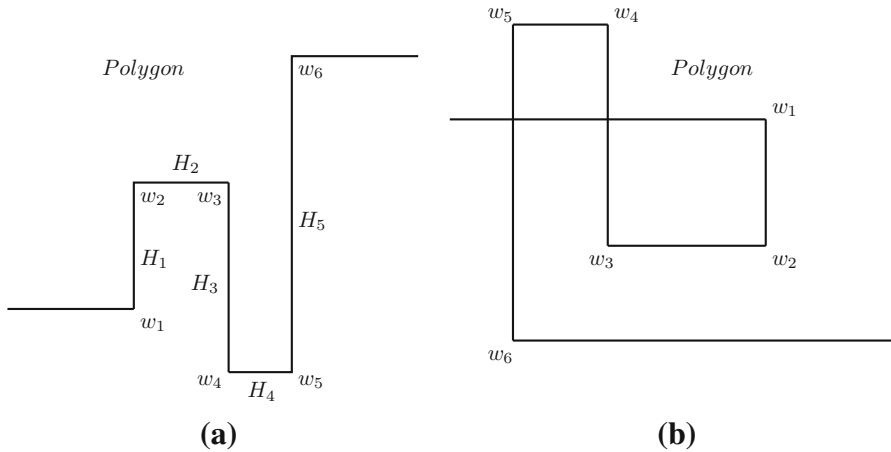 Polygon
w₆
H₂
w₂ w₃
H₅
H₁
H₃
w₁
w₄ w₅
H₄
(a)
w₅ w₄
Polygon
w₁
w₃ w₂
w₆
(b)